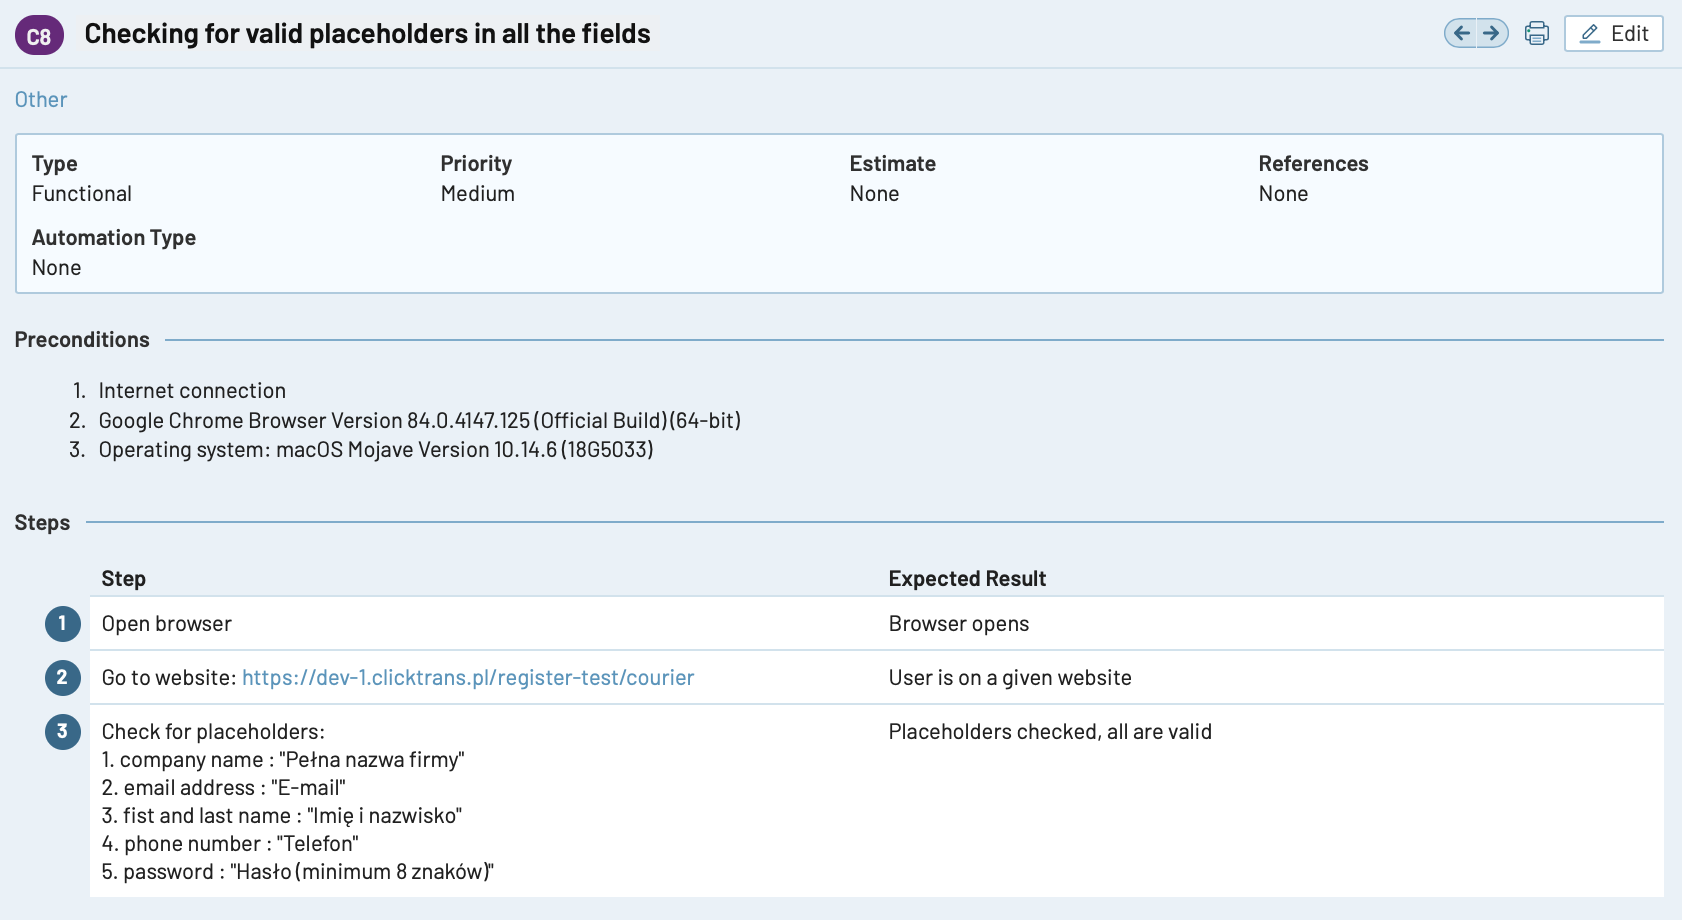 C8 Checking for valid placeholders in all the fields Edit
Other
Type Priority Estimate References
Functional Medium None None
Automation Type
None
Preconditions
1. Internet connection
2. Google Chrome Browser Version 84.0.4147.125 (Official Build) (64-bit)
3. Operating system: macOS Mojave Version 10.14.6 (18G5033)
Steps
Step Expected Result
1 Open browser Browser opens
2 Go to website: https://dev-1.clicktrans.pl/register-test/courier User is on a given website
3 Check for placeholders: Placeholders checked, all are valid
1. company name : "Pełna nazwa firmy"
2. email address : "E-mail"
3. fist and last name : "Imię i nazwisko"
4. phone number : "Telefon"
5. password : "Hasło (minimum 8 znaków)"